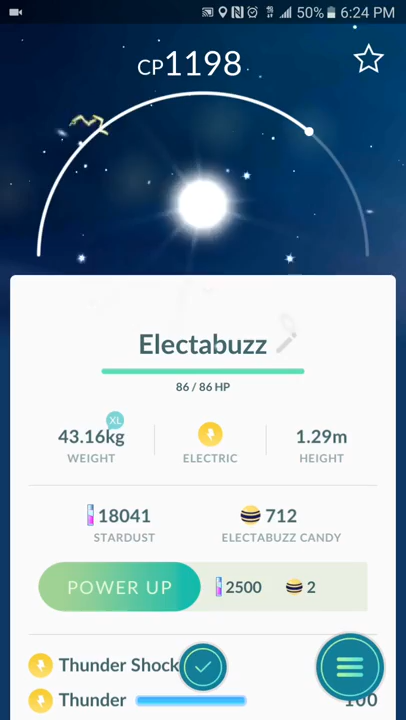 50% 6:24 PM
CP1198
Electabuzz
86 / 86 HP
XL
43.16kg 1.29m
WEIGHT ELECTRIC HEIGHT
18041 712
STARDUST ELECTABUZZ CANDY
POWER UP 2500 2
Thunder Shock
Thunder 100